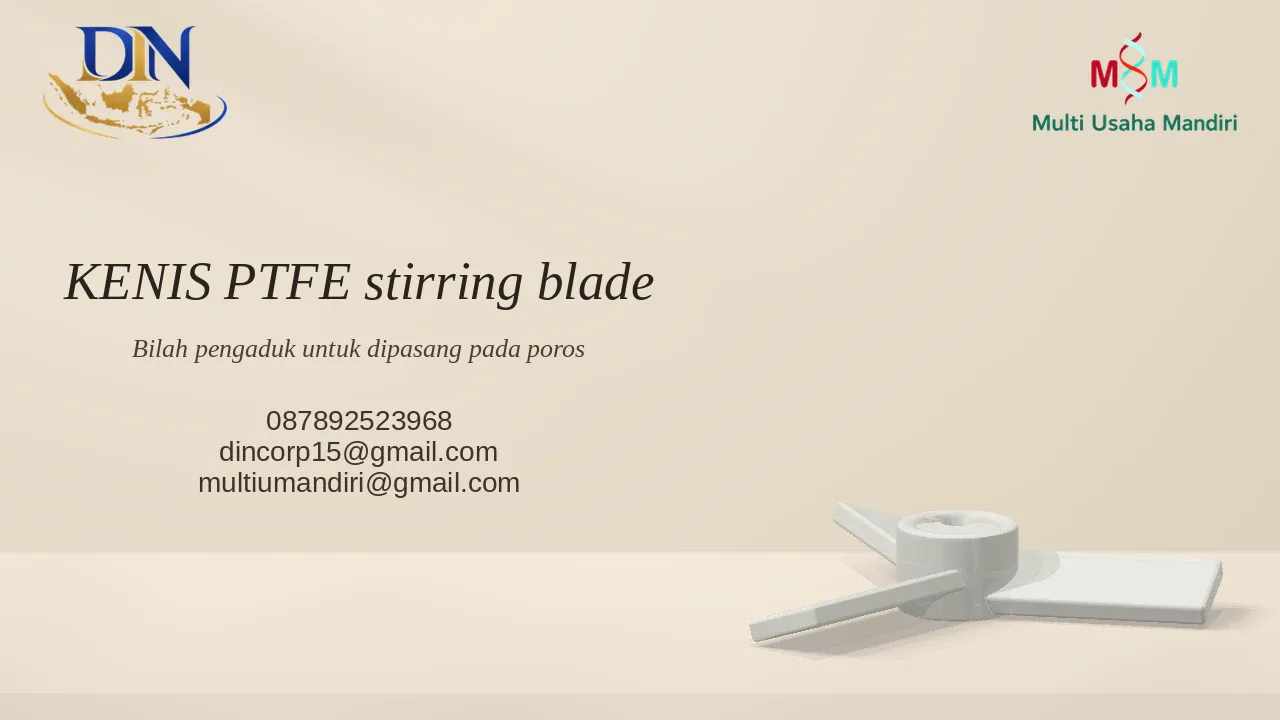 DIN
M M
Multi Usaha Mandiri
KENIS PTFE stirring blade
Bilah pengaduk untuk dipasang pada poros
087892523968
dincorp15@gmail.com
multiumandiri@gmail.com